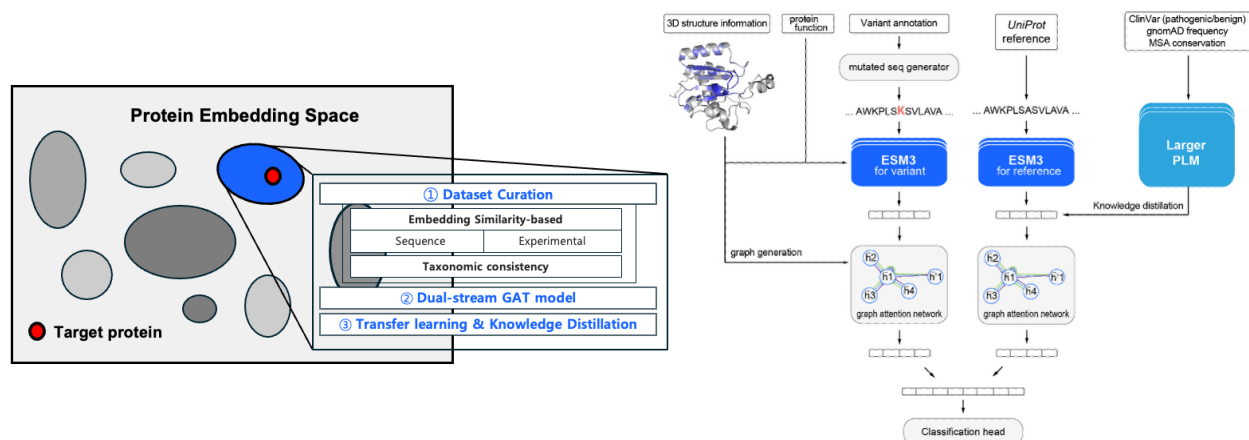 Protein Embedding Space
Target protein
① Dataset Curation
Embedding Similarity-based
Sequence
Experimental
Taxonomic consistency
② Dual-stream GAT model
③ Transfer learning & Knowledge Distillation
3D structure information
protein
function
Variant annotation
UniProt
reference
ClinVar (pathogenic/benign)
gnomAD frequency
MSA conservation
mutated seq generator
... AWKPLSKSVLAVA ...
... AWKPLSASVLAVA ...
ESM3
for variant
ESM3
for reference
Larger
PLM
Knowledge distillation
graph generation
h2
h1
h1
h3
h4
graph attention network
h2
h1
h1
h3
h4
graph attention network
Classification head